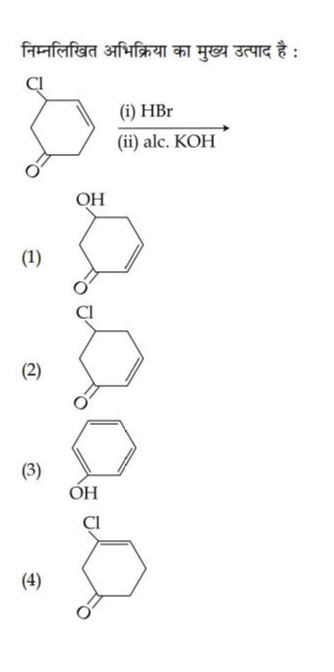 निम्नलिखित अभिक्रिया का मुख्य उत्पाद है :
Cl
(i) HBr
(ii) alc. KOH
O
OH
(1)
O
Cl
(2)
O
(3)
OH
Cl
(4)
O